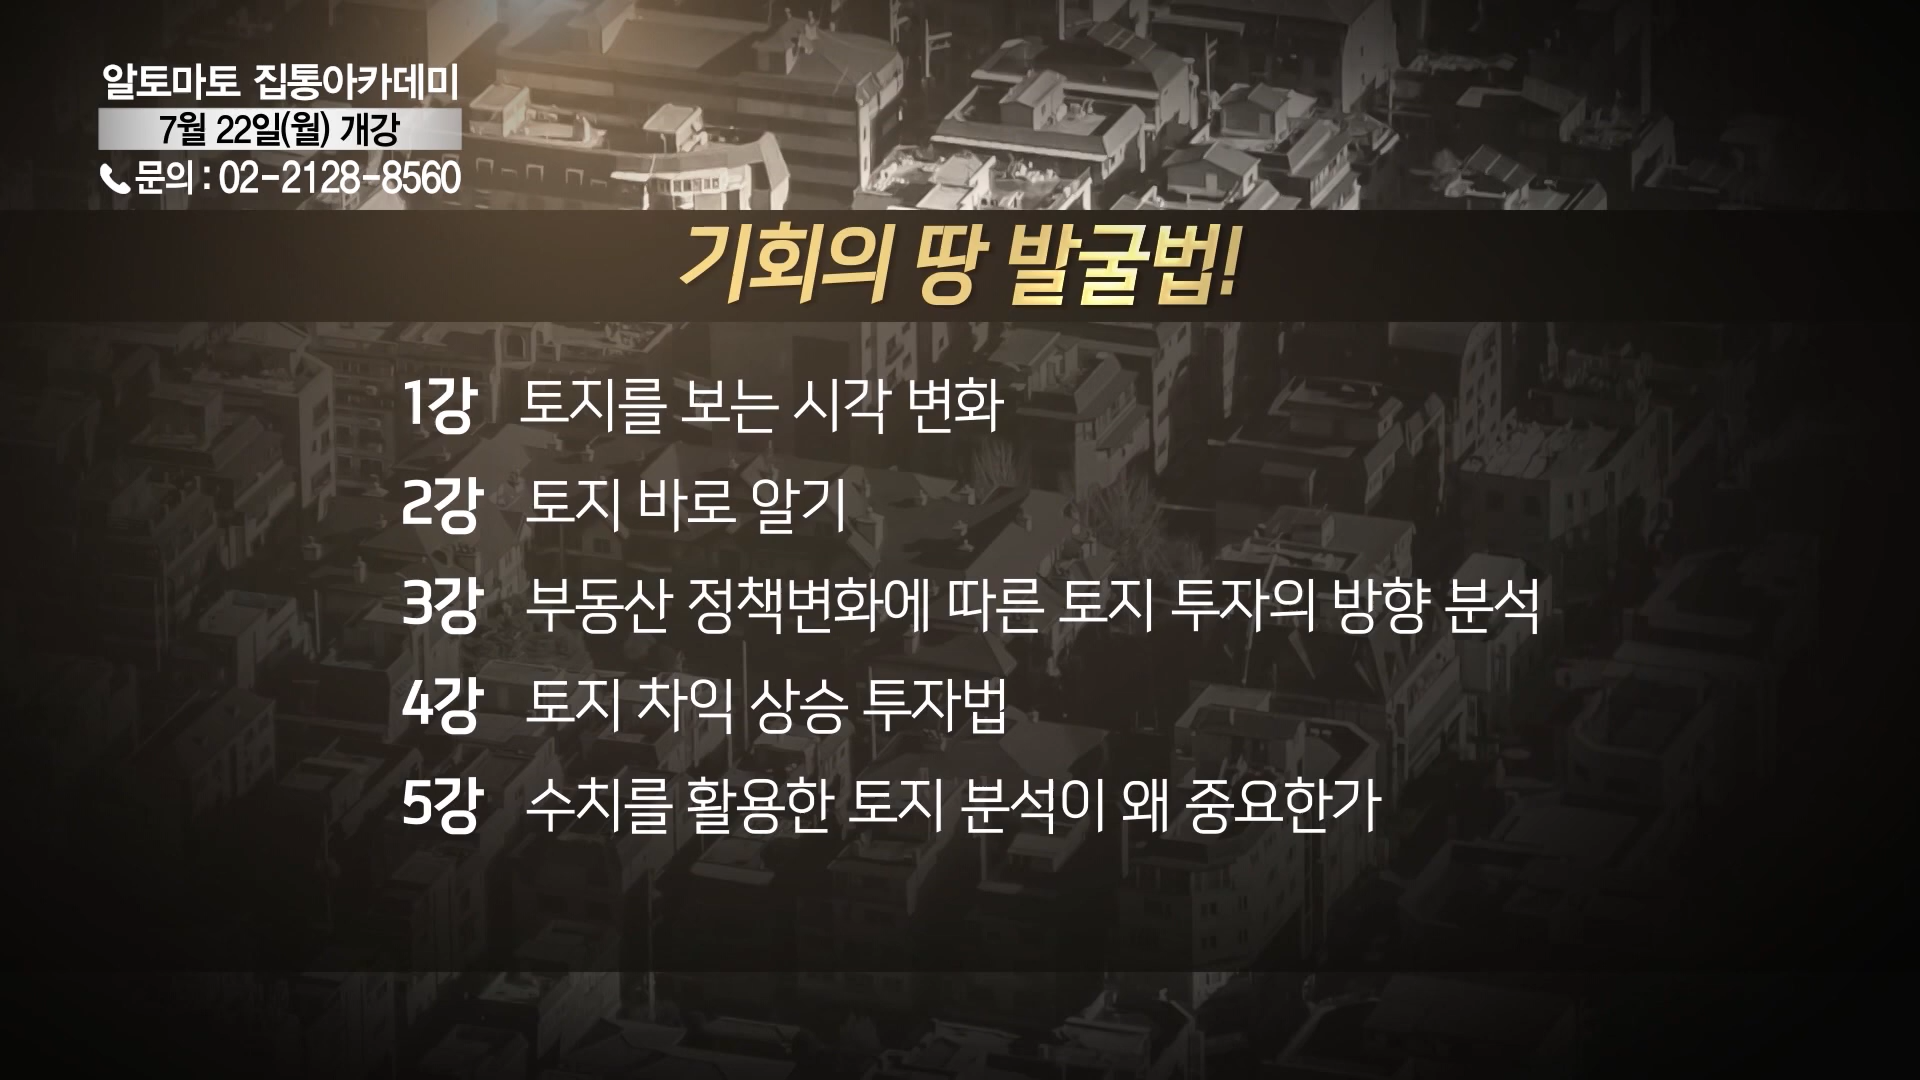 알토마토 집통아카데미
7월 22일(월) 개강
문의 : 02-2128-8560
기회의 땅 발굴법!
1강 토지를 보는 시각 변화
2강 토지 바로 알기
3강 부동산 정책변화에 따른 토지 투자의 방향 분석
4강 토지 차익 상승 투자법
5강 수치를 활용한 토지 분석이 왜 중요한가